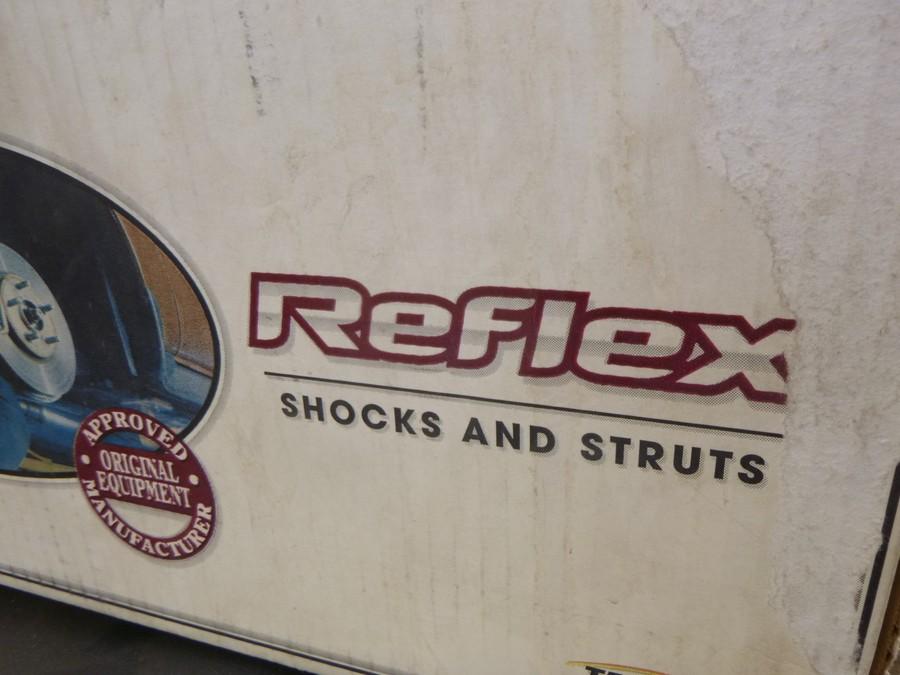 Reflex
SHOCKS AND STRUTS
APPROVED
ORIGINAL
EQUIPMENT
MANUFACTURER